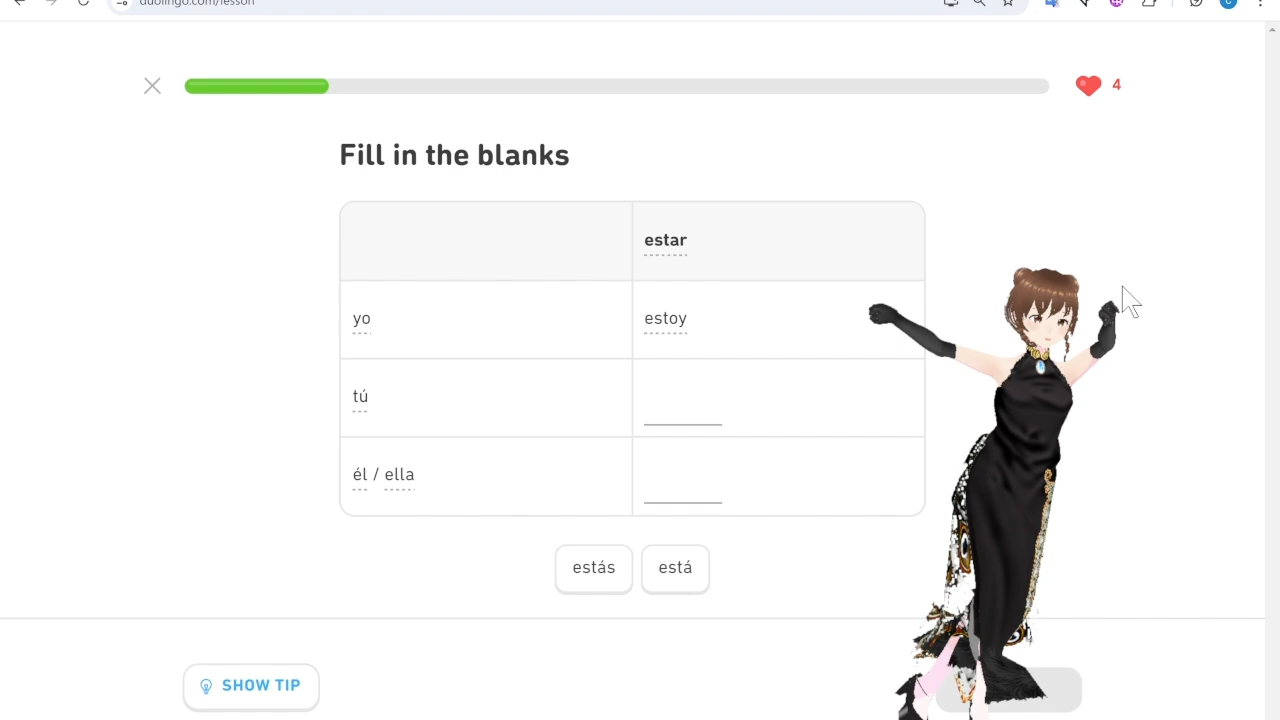 duolingo.com/lesson
4
Fill in the blanks
estar
yo estoy
tú
él / ella
estás está
SHOW TIP